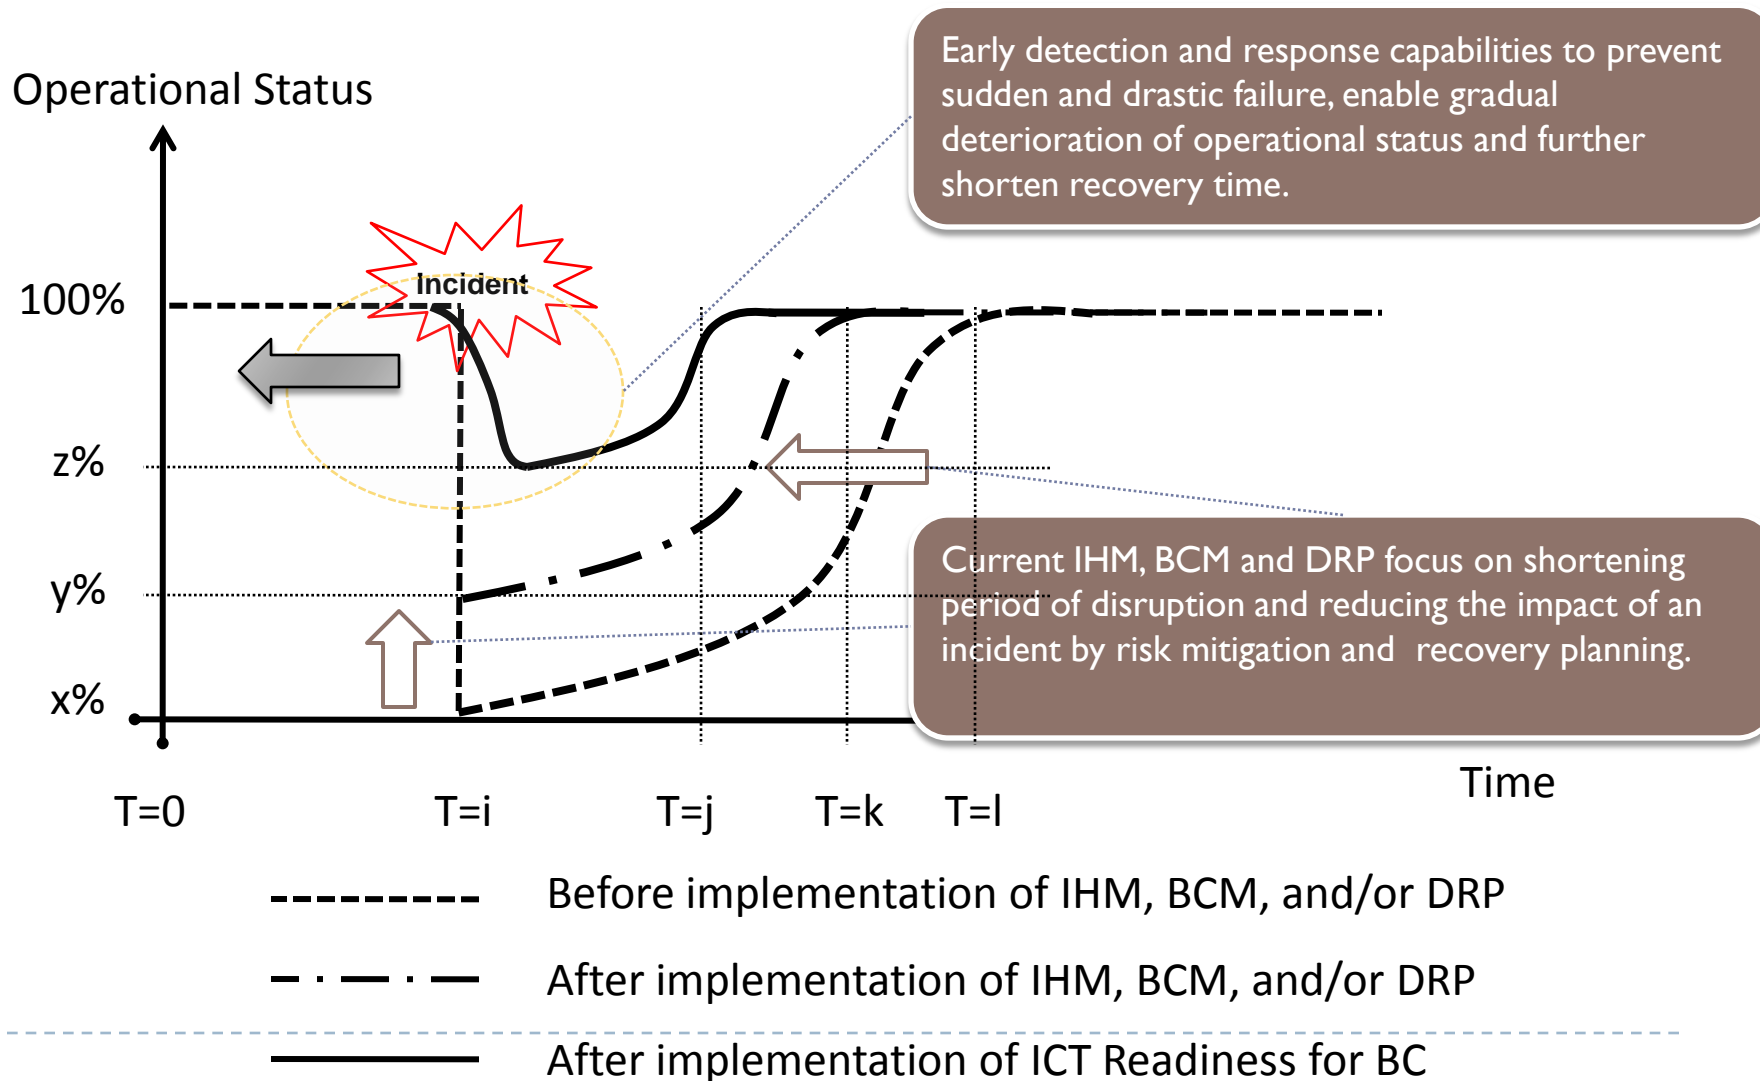 Early detection and response capabilities to prevent
sudden and drastic failure, enable gradual
deterioration of operational status and further
shorten recovery time.
Operational Status
Incident
100%
z%
y%
x%
Current IHM, BCM and DRP focus on shortening
period of disruption and reducing the impact of an
incident by risk mitigation and recovery planning.
Time
T=0 T=i T=j T=k T=l
Before implementation of IHM, BCM, and/or DRP
After implementation of IHM, BCM, and/or DRP
After implementation of ICT Readiness for BC